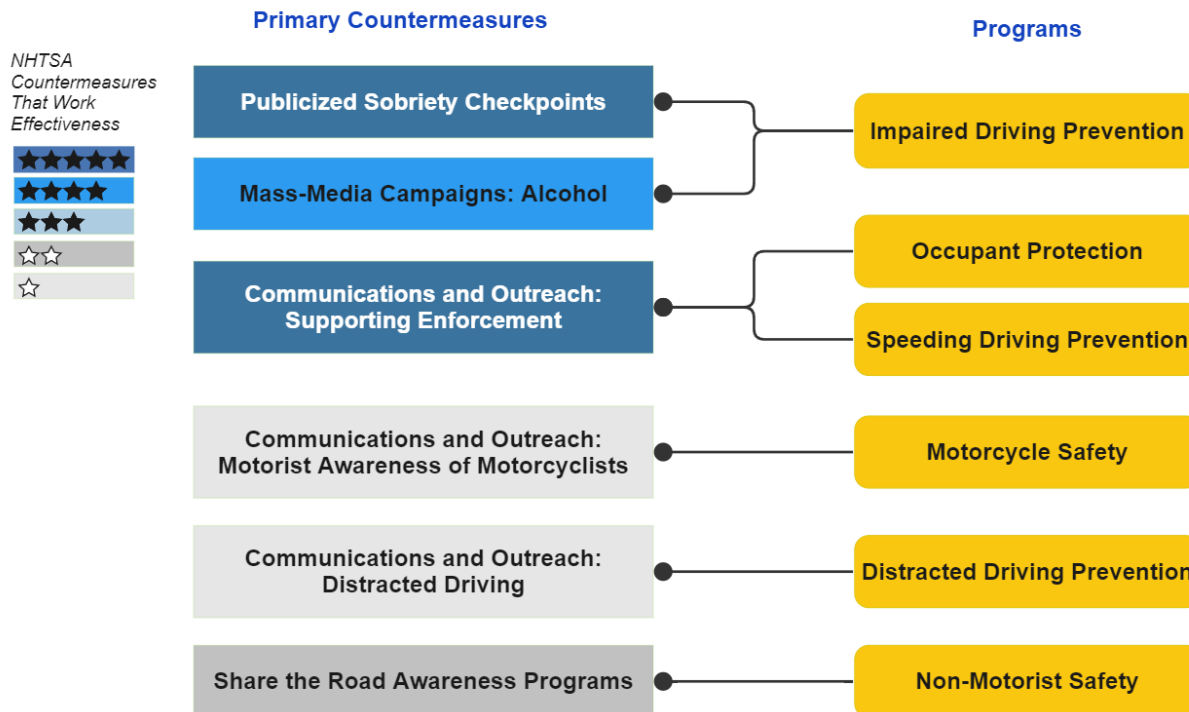 Primary Countermeasures
Programs
NHTSA
Countermeasures
That Work
Effectiveness
Publicized Sobriety Checkpoints
Impaired Driving Prevention
Mass-Media Campaigns: Alcohol
Occupant Protection
Communications and Outreach:
Supporting Enforcement
Speeding Driving Prevention
Communications and Outreach:
Motorist Awareness of Motorcyclists
Motorcycle Safety
Communications and Outreach:
Distracted Driving
Distracted Driving Prevention
Share the Road Awareness Programs
Non-Motorist Safety